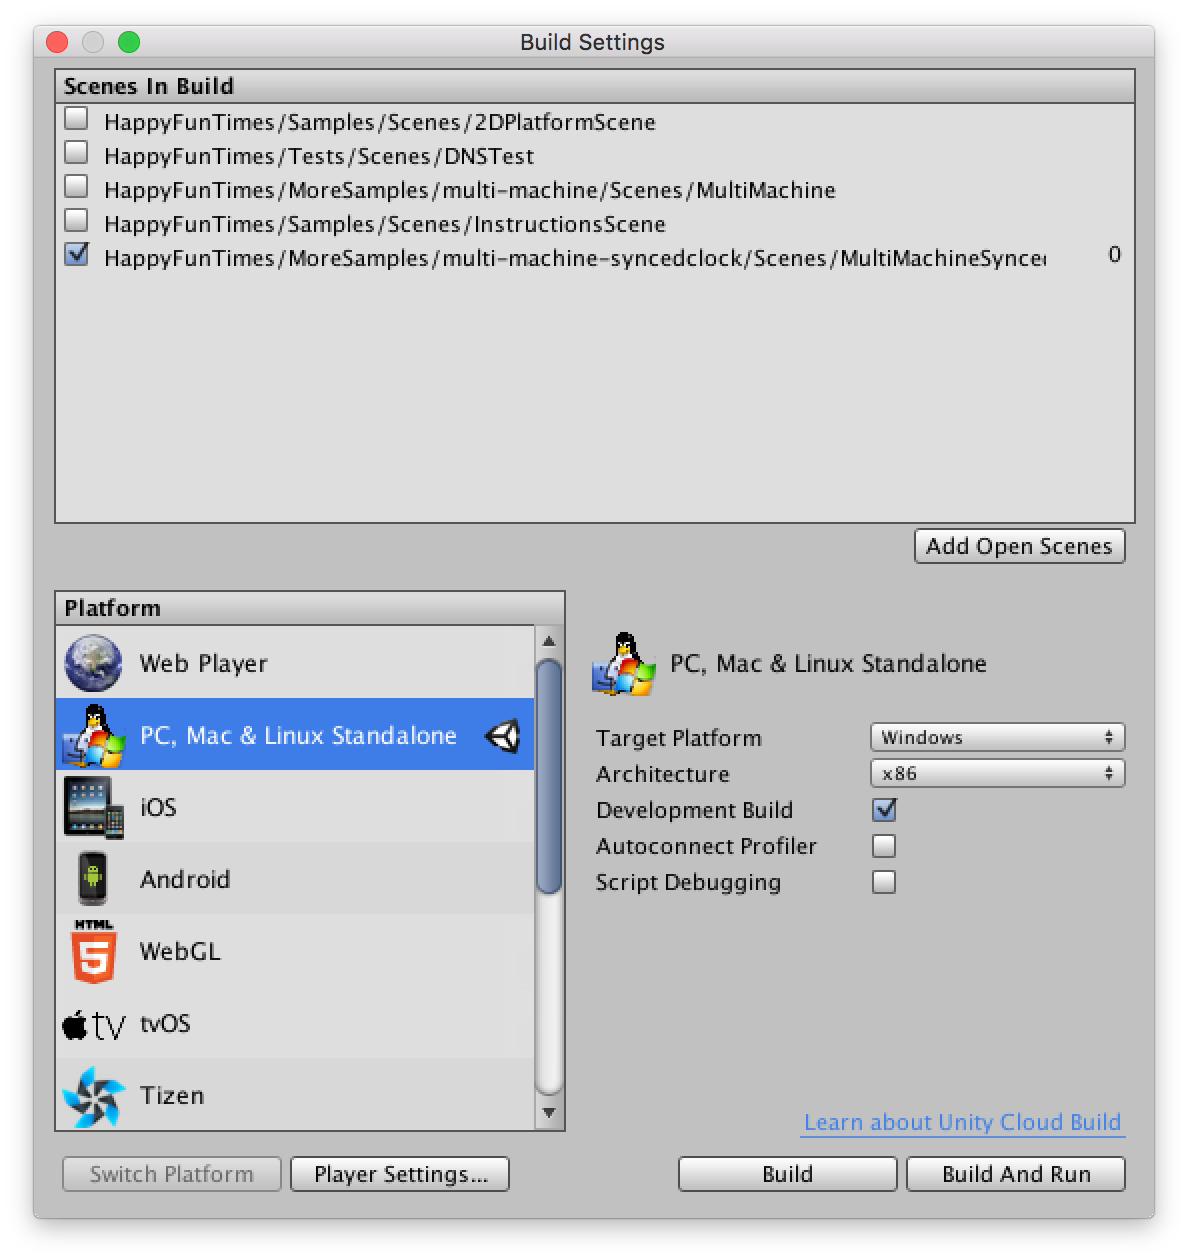 Build Settings
Scenes In Build
HappyFunTimes/Samples/Scenes/2DPlatformScene
HappyFunTimes/Tests/Scenes/DNSTest
HappyFunTimes/MoreSamples/multi-machine/Scenes/MultiMachine
HappyFunTimes/Samples/Scenes/InstructionsScene
HappyFunTimes/MoreSamples/multi-machine-syncedclock/Scenes/MultiMachineSynced 0
Add Open Scenes
Platform
Web Player
PC, Mac & Linux Standalone
iOS
Android
HTML
5
WebGL
tv
tvOS
Tizen
PC, Mac & Linux Standalone
Target Platform Windows
Architecture x86
Development Build
Autoconnect Profiler
Script Debugging
Learn about Unity Cloud Build
Switch Platform
Player Settings...
Build
Build And Run